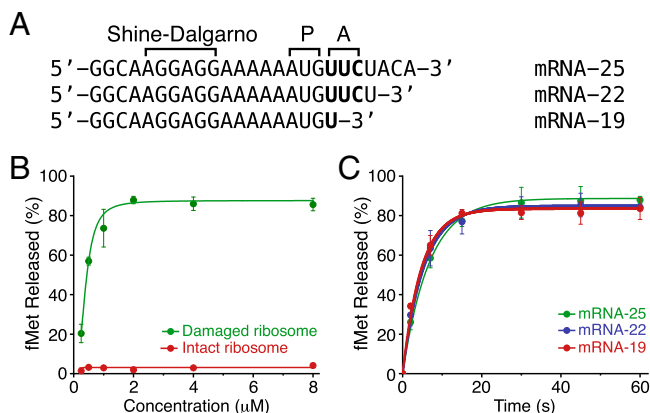 A
Shine-Dalgarno P A
5’–GGCAAGGAGGAAAAAAUGUUCUACA–3’ mRNA–25
5’–GGCAAGGAGGAAAAAAUGUUCU–3’ mRNA–22
5’–GGCAAGGAGGAAAAAAUGU–3’ mRNA–19
B
100
80
60
40
20
0
fMet Released (%)
Damaged ribosome
Intact ribosome
0 2 4 6 8
Concentration (μM)
C
100
80
60
40
20
0
fMet Released (%)
mRNA-25
mRNA-22
mRNA-19
0 20 40 60
Time (s)